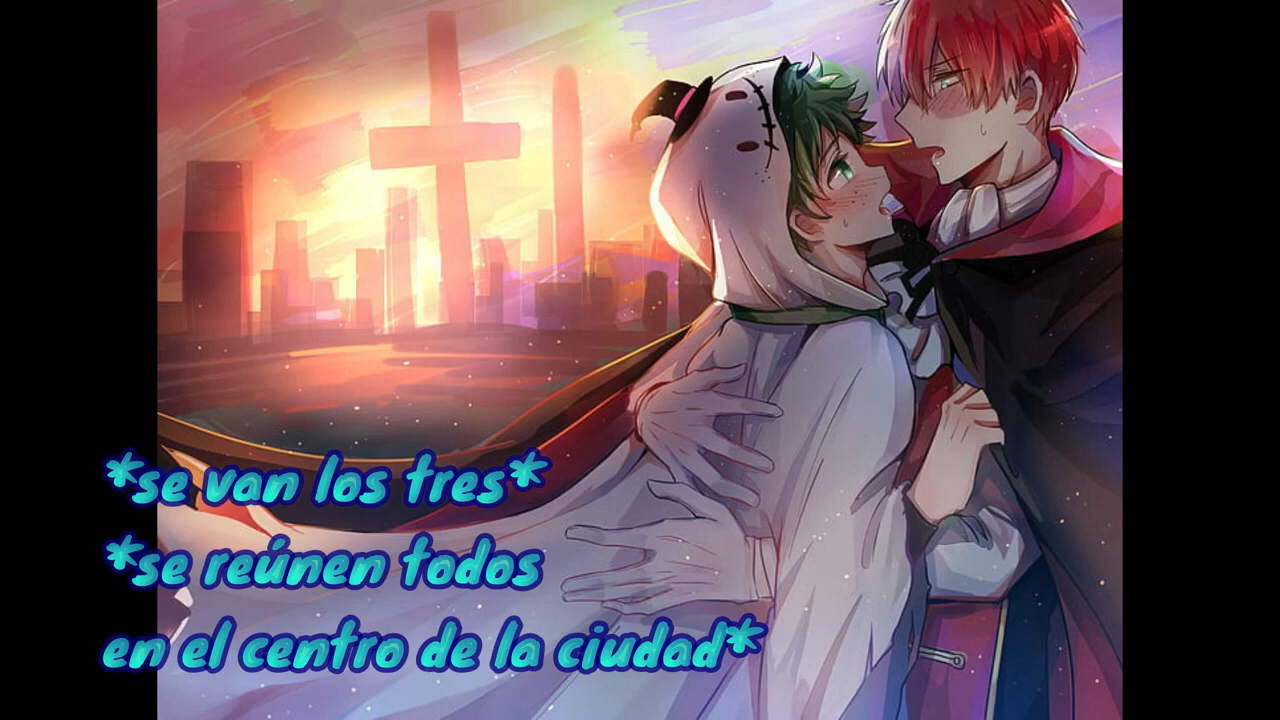 *se van los tres*
*se reúnen todos
en el centro de la ciudad*